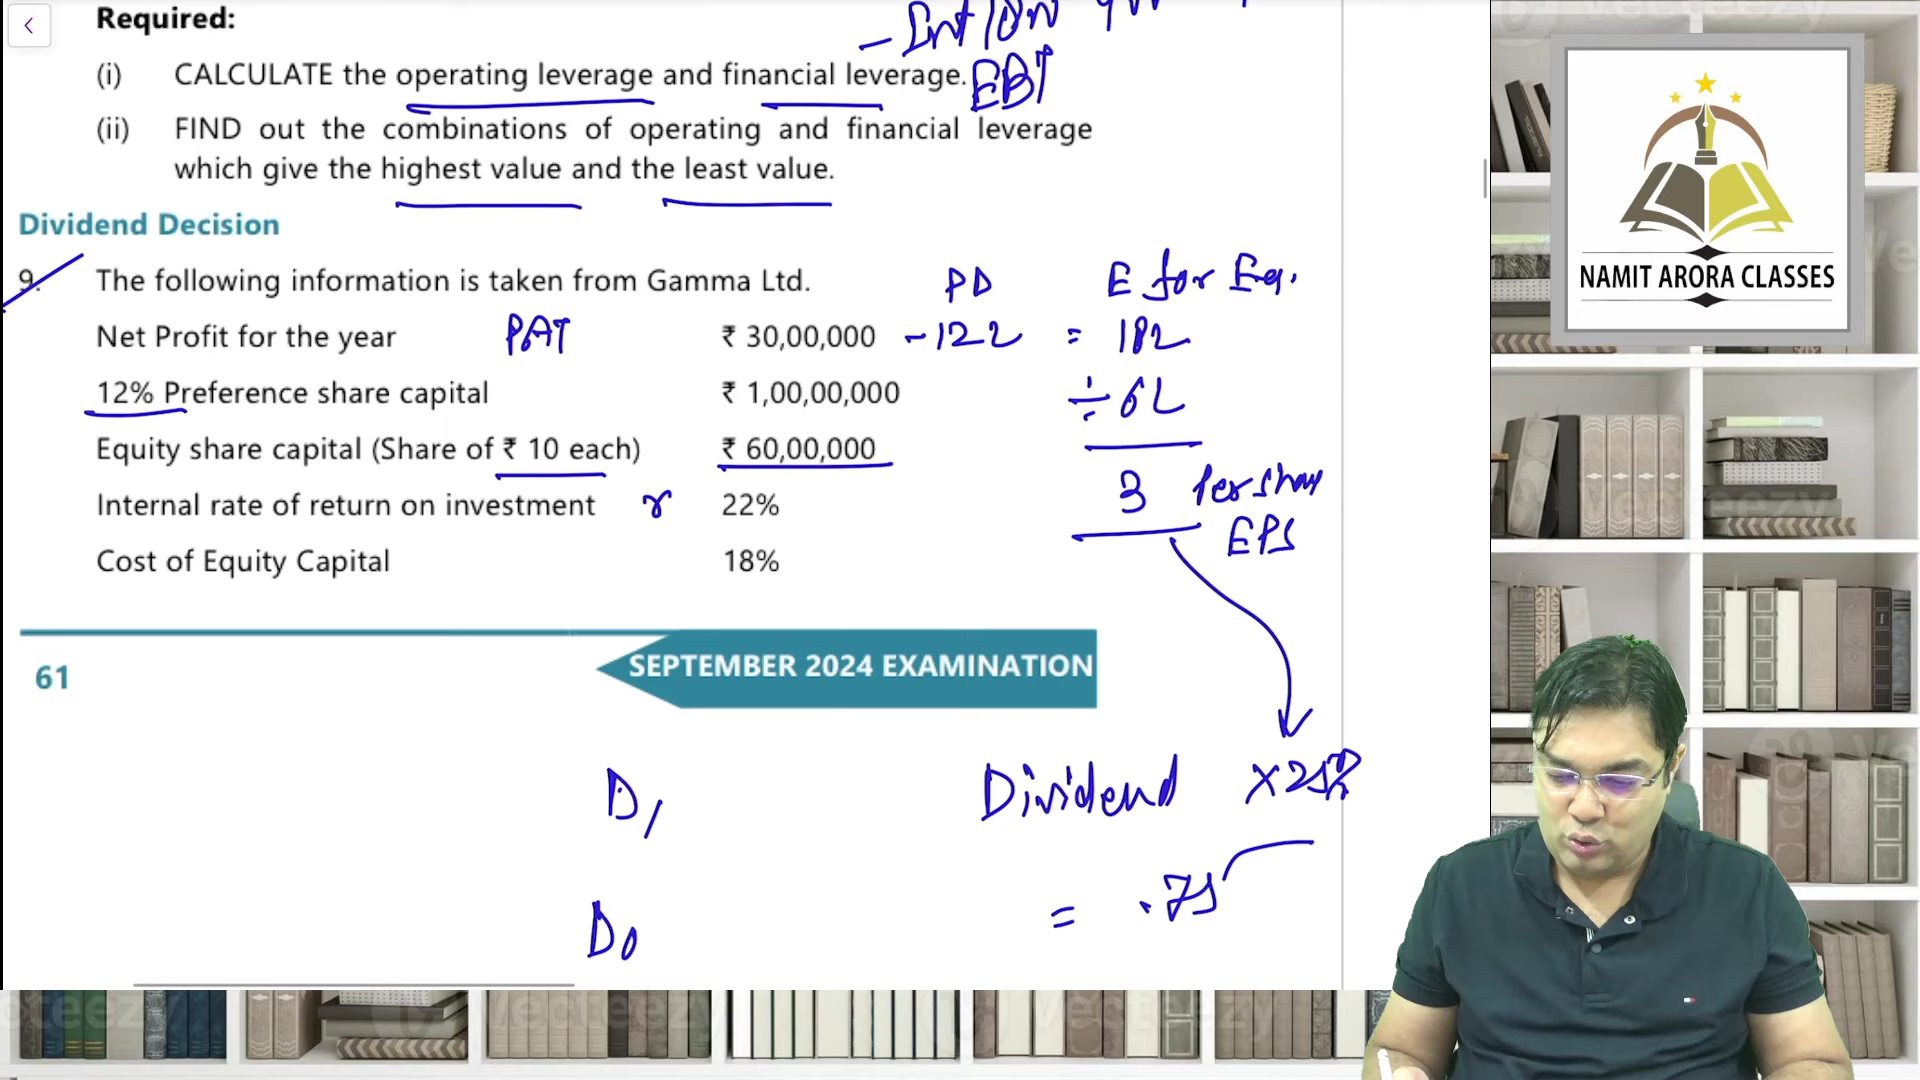 Required:
(i) CALCULATE the operating leverage and financial leverage. EBT
(ii) FIND out the combinations of operating and financial leverage
which give the highest value and the least value.
Dividend Decision
9. The following information is taken from Gamma Ltd. PD E for Eq.
Net Profit for the year PAT ₹ 30,00,000 - 12L = 18L
12% Preference share capital ₹ 1,00,00,000 ÷ 6L
Equity share capital (Share of ₹ 10 each) ₹ 60,00,000
3 Per share
Internal rate of return on investment r 22%
EPS
Cost of Equity Capital 18%
61 SEPTEMBER 2024 EXAMINATION
D1 Dividend X 25%
= .75
D0
NAMIT ARORA CLASSES